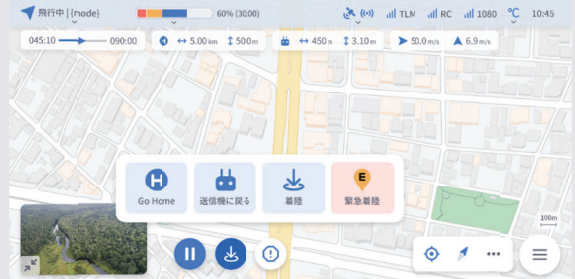 飛行中 | {node} 60% (30:00) TLM RC 1080 ℃ 10:45
045:10 090:00 5.00 km 500 m 450 m 3.10 m 50.0 m/s 6.9 m/s
H E
Go Home 送信機に戻る 着陸 緊急着陸
100m